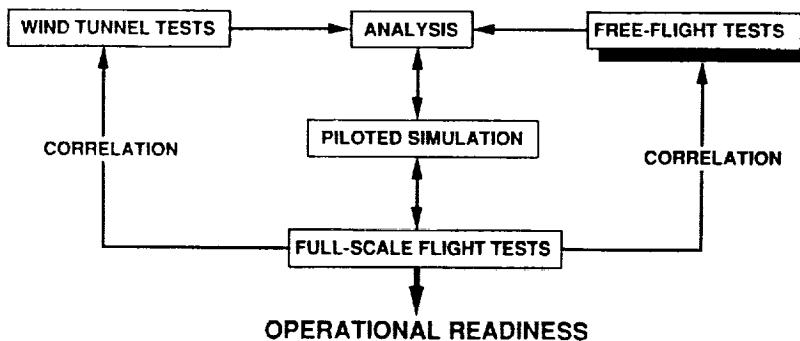 WIND TUNNEL TESTS
ANALYSIS
FREE-FLIGHT TESTS
PILOTED SIMULATION
CORRELATION
CORRELATION
FULL-SCALE FLIGHT TESTS
OPERATIONAL READINESS